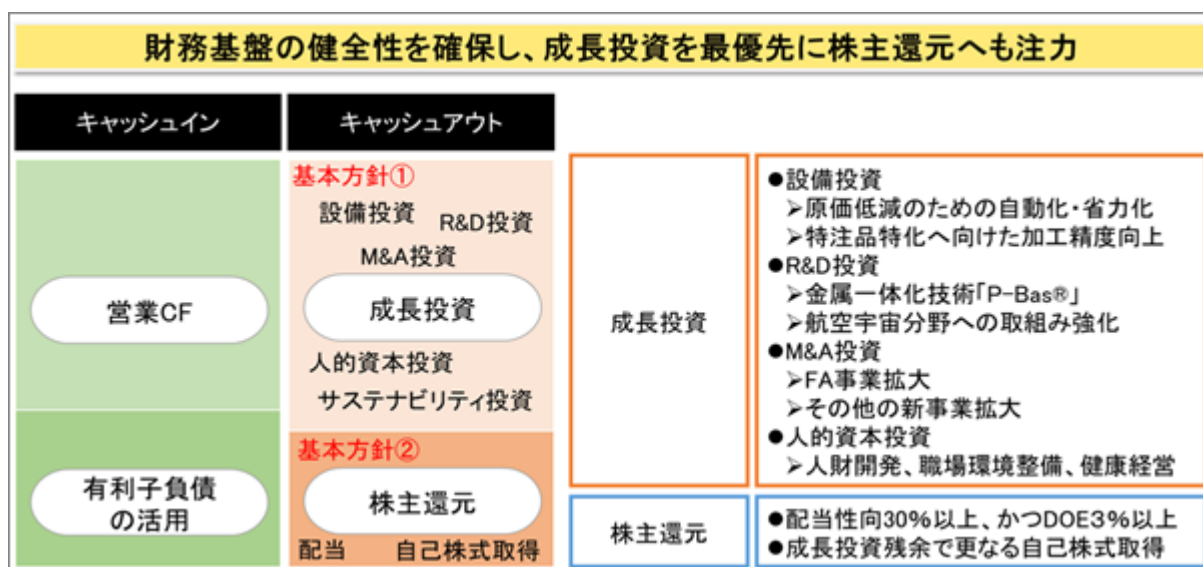 財務基盤の健全性を確保し、成長投資を最優先に株主還元へも注力
キャッシュイン
キャッシュアウト
営業CF
有利子負債
の活用
基本方針①
設備投資
R&D投資
M&A投資
成長投資
人的資本投資
サステナビリティ投資
基本方針②
株主還元
配当
自己株式取得
成長投資
●設備投資
➢原価低減のための自動化・省力化
➢特注品特化へ向けた加工精度向上
●R&D投資
➢金属一体化技術「P-Bas®」
➢航空宇宙分野への取組み強化
●M&A投資
➢FA事業拡大
➢その他の新事業拡大
●人的資本投資
➢人財開発、職場環境整備、健康経営
株主還元
●配当性向30%以上、かつDOE3%以上
●成長投資残余で更なる自己株式取得